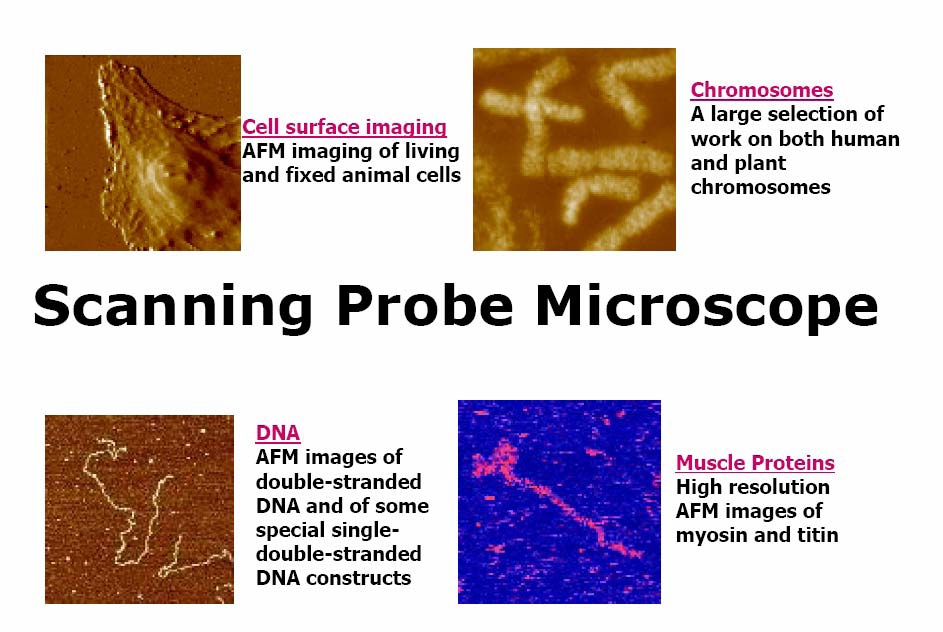 Cell surface imaging
AFM imaging of living
and fixed animal cells
Chromosomes
A large selection of
work on both human
and plant
chromosomes
Scanning Probe Microscope
DNA
AFM images of
double-stranded
DNA and of some
special single-
double-stranded
DNA constructs
Muscle Proteins
High resolution
AFM images of
myosin and titin